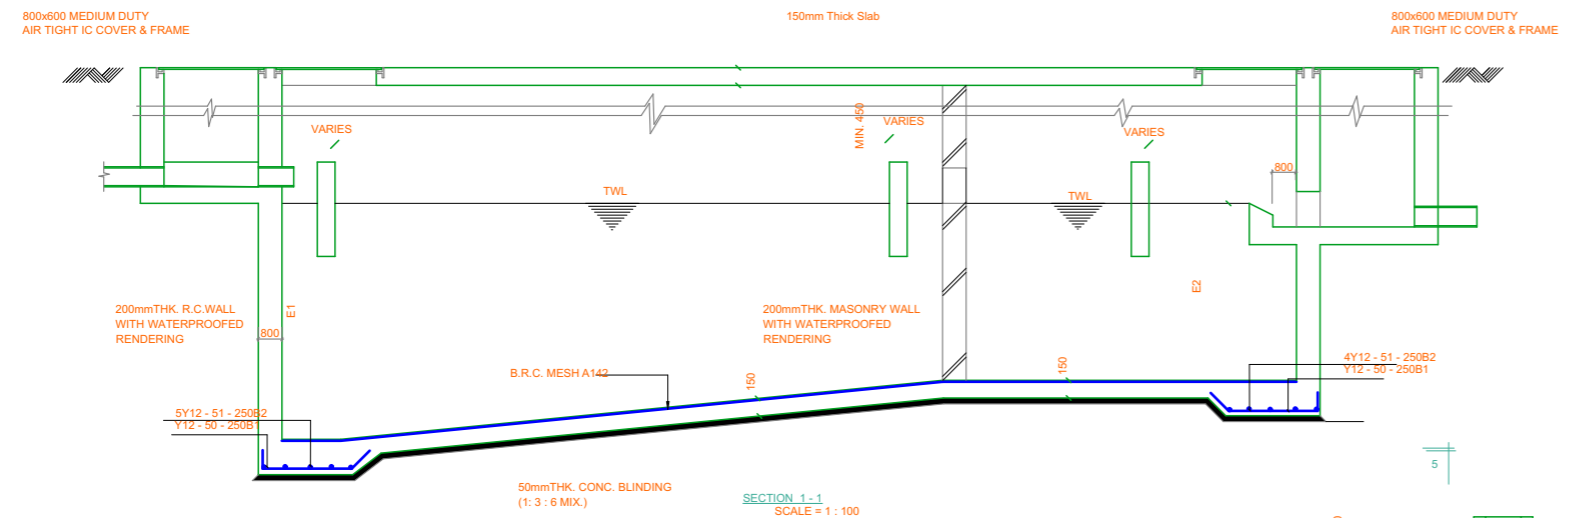 800x600 MEDIUM DUTY
AIR TIGHT IC COVER & FRAME
150mm Thick Slab
800x600 MEDIUM DUTY
AIR TIGHT IC COVER & FRAME
VARIES
MIN. 450
VARIES
VARIES
800
TWL
TWL
200mmTHK. R.C.WALL
WITH WATERPROOFED
RENDERING
E1
800
200mmTHK. MASONRY WALL
WITH WATERPROOFED
RENDERING
E2
B.R.C. MESH A142
150
150
4Y12 - 51 - 250B2
Y12 - 50 - 250B1
5Y12 - 51 - 250B2
Y12 - 50 - 250B1
50mmTHK. CONC. BLINDING
(1: 3 : 6 MIX.)
SECTION 1 - 1
SCALE = 1 : 100
5